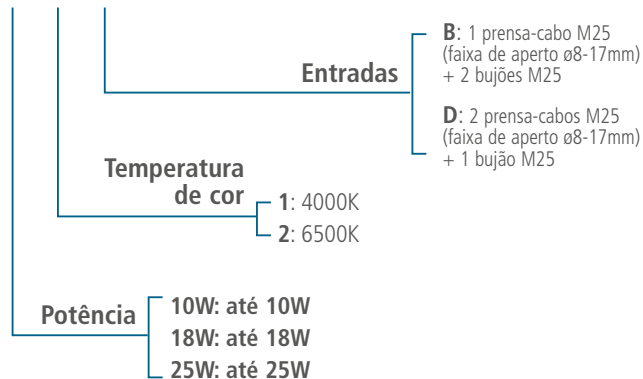 B: 1 prensa-cabo M25
(faixa de aperto ø8-17mm)
+ 2 bujões M25
Entradas
D: 2 prensa-cabos M25
(faixa de aperto ø8-17mm)
+ 1 bujão M25
Temperatura
de cor
1: 4000K
2: 6500K
Potência
10W: até 10W
18W: até 18W
25W: até 25W